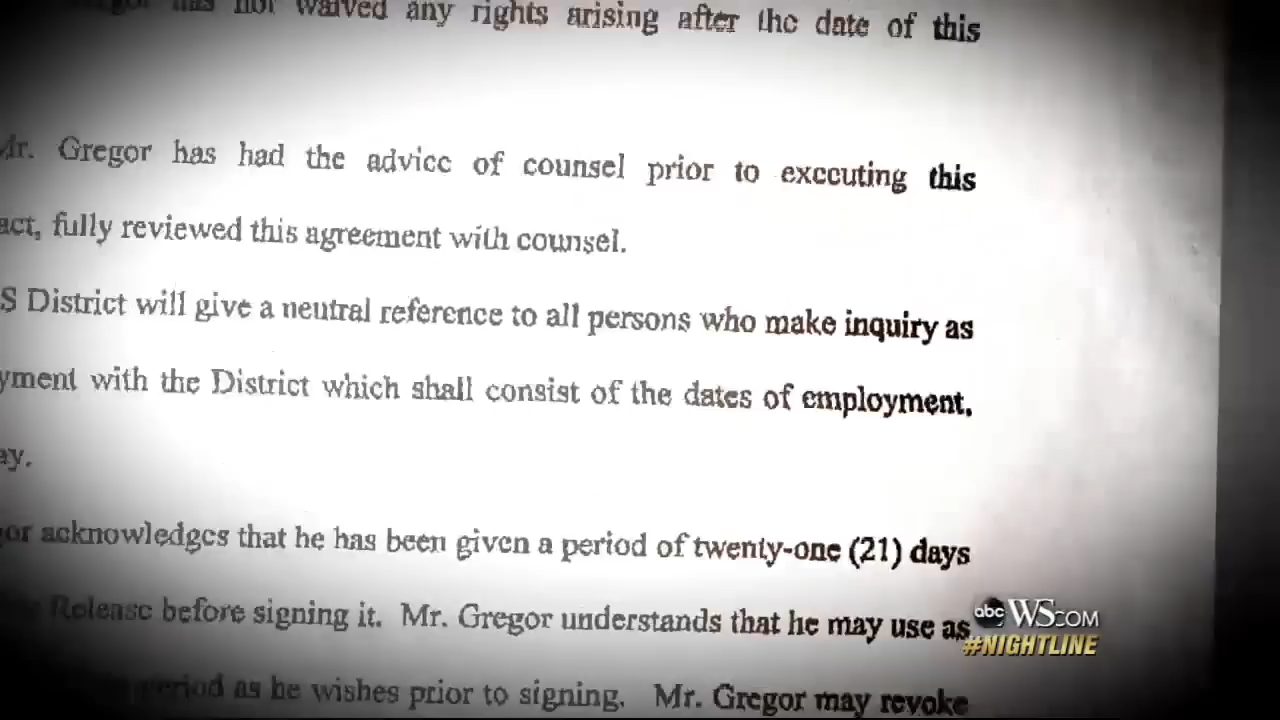 not waived any rights arising after the date of this
Mr. Gregor has had the advice of counsel prior to executing this
act, fully reviewed this agreement with counsel.
S District will give a neutral reference to all persons who make inquiry as
yment with the District which shall consist of the dates of employment,
ay.
or acknowledges that he has been given a period of twenty-one (21) days
Release before signing it. Mr. Gregor understands that he may use as
period as he wishes prior to signing. Mr. Gregor may revoke
abc WS.COM
#NIGHTLINE